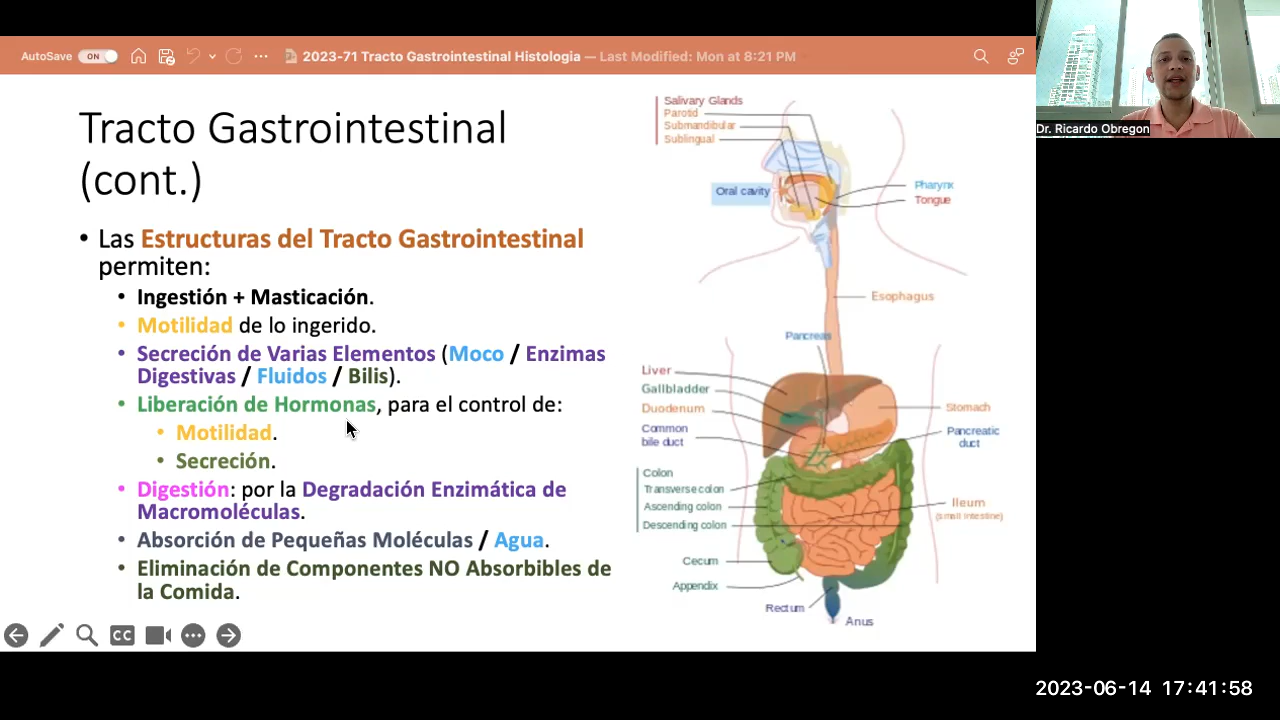 AutoSave ON 2023-71 Tracto Gastrointestinal Histologia — Last Modified: Mon at 8:21 PM
Tracto Gastrointestinal
(cont.)
• Las Estructuras del Tracto Gastrointestinal
permiten:
• Ingestión + Masticación.
• Motilidad de lo ingerido.
• Secreción de Varias Elementos (Moco / Enzimas
Digestivas / Fluidos / Bilis).
• Liberación de Hormonas, para el control de:
• Motilidad.
• Secreción.
• Digestión: por la Degradación Enzimática de
Macromoléculas.
• Absorción de Pequeñas Moléculas / Agua.
• Eliminación de Componentes NO Absorbibles de
la Comida.
CC
Salivary Glands
Parotid
Submandibular
Sublingual
Oral cavity
Pharynx
Tongue
Esophagus
Pancreas
Liver
Gallbladder
Duodenum
Common
bile duct
Stomach
Pancreatic
duct
Colon
Transverse colon
Ascending colon
Descending colon
Ileum
(small intestine)
Cecum
Appendix
Rectum
Anus
Dr. Ricardo Obregon
2023-06-14 17:41:58